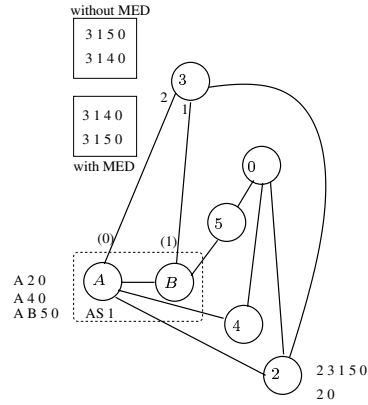 without MED
3 1 5 0
3 1 4 0
3
2
1
3 1 4 0
3 1 5 0
with MED
0
5
(0)
(1)
A
B
A 2 0
A 4 0
A B 5 0
AS 1
4
2
2 3 1 5 0
2 0